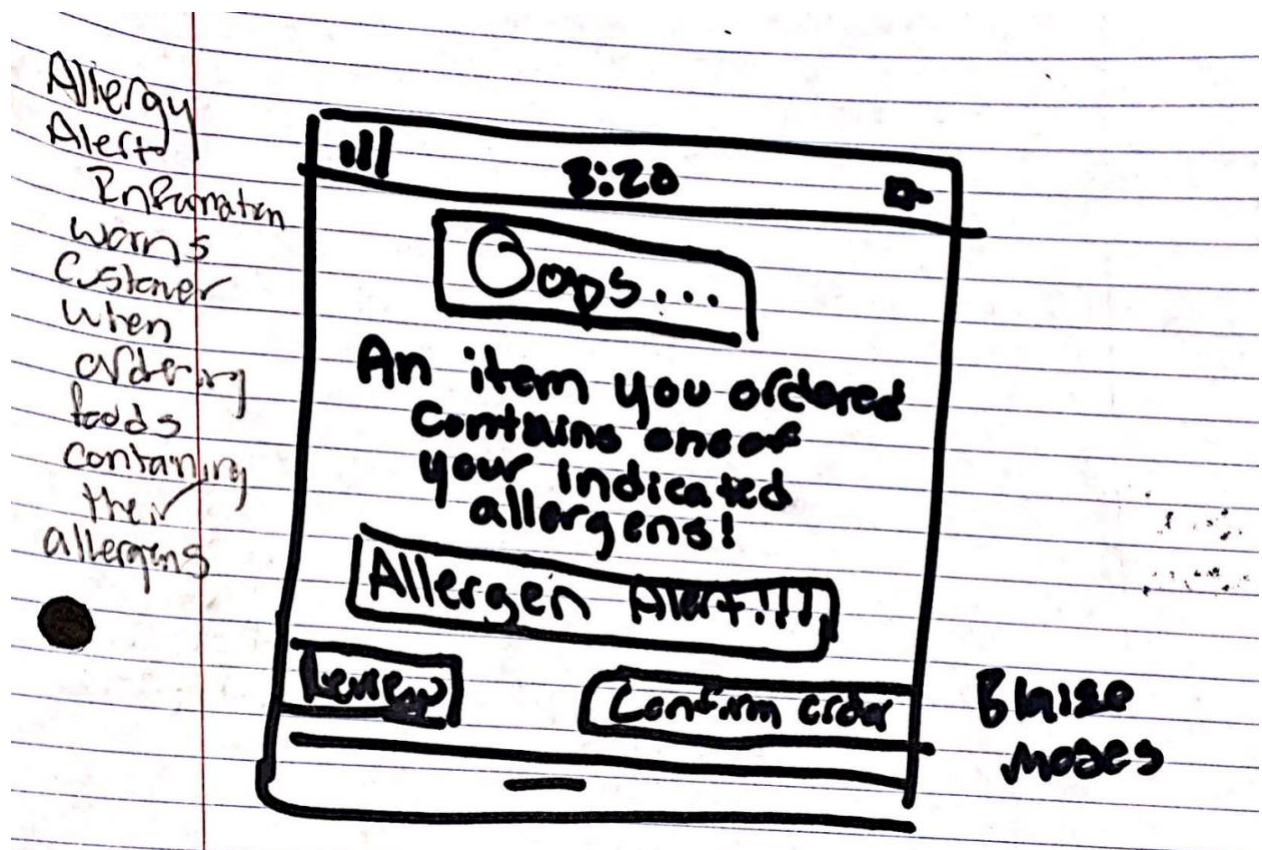 Allergy
Alert
Information
warns
Customer
when
ordering
foods
containing
their
allergens
3:20
Oops...
An item you ordered
Contains one of
your indicated
allergens!
Allergen Alert!!!
Review
Confirm order
Blaize
Moses